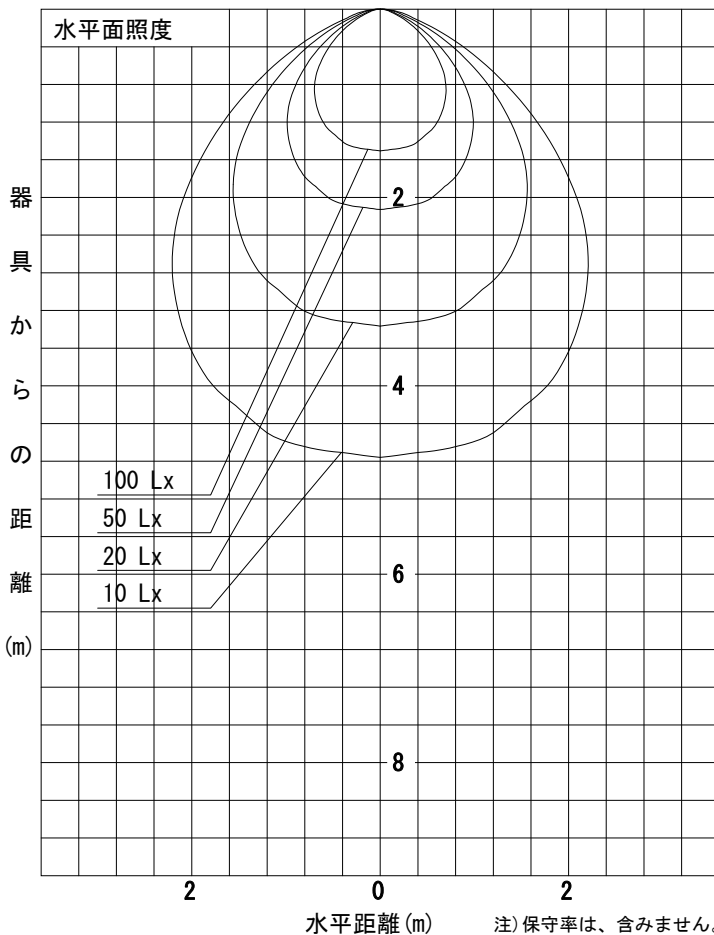 水平面照度
器具からの距離(m)
2
4
6
8
100 Lx
50 Lx
20 Lx
10 Lx
2 0 2
水平距離(m)
注)保守率は、含みません。